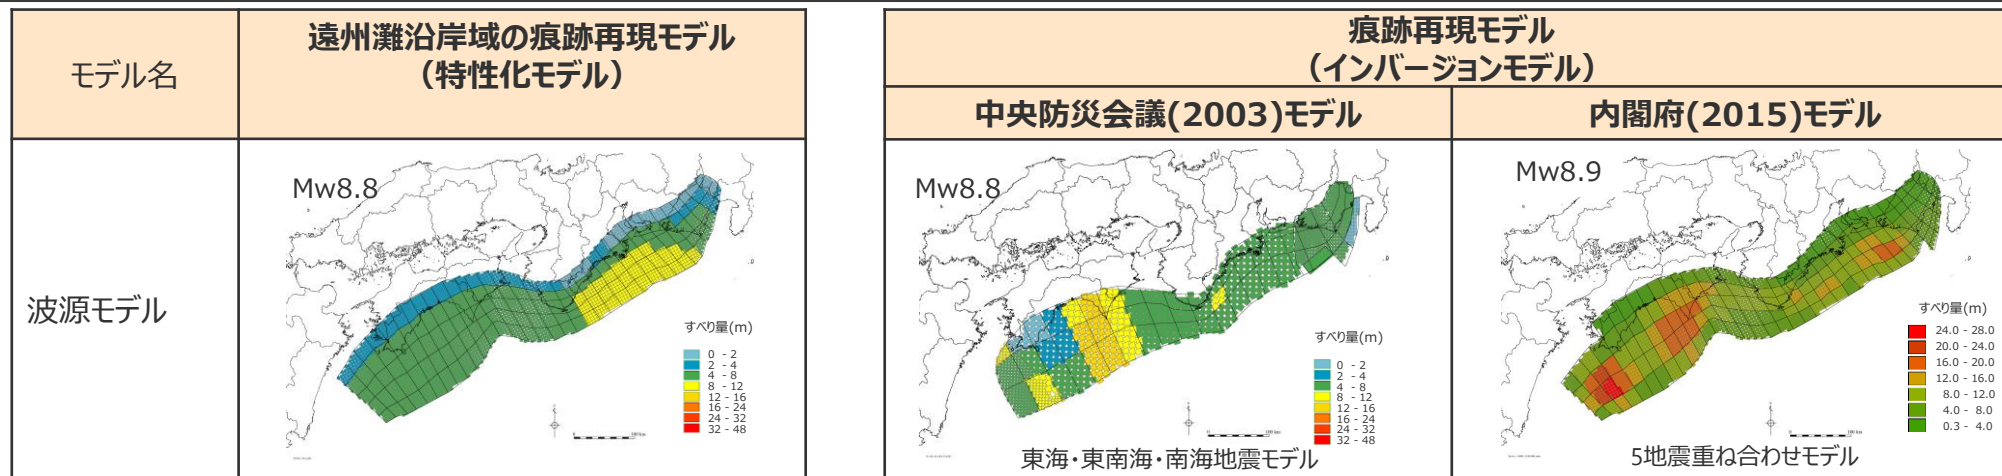 モデル名
遠州灘沿岸域の痕跡再現モデル
（特性化モデル）
波源モデル
Mw8.8
すべり量(m)
0 - 2
2 - 4
4 - 8
8 - 12
12 - 16
16 - 24
24 - 32
32 - 48
痕跡再現モデル
（インバージョンモデル）
中央防災会議(2003)モデル
内閣府(2015)モデル
Mw8.8
すべり量(m)
0 - 2
2 - 4
4 - 8
8 - 12
12 - 16
16 - 24
24 - 32
32 - 48
東海・東南海・南海地震モデル
Mw8.9
すべり量(m)
24.0 - 28.0
20.0 - 24.0
16.0 - 20.0
12.0 - 16.0
8.0 - 12.0
4.0 - 8.0
0.3 - 4.0
5地震重ね合わせモデル